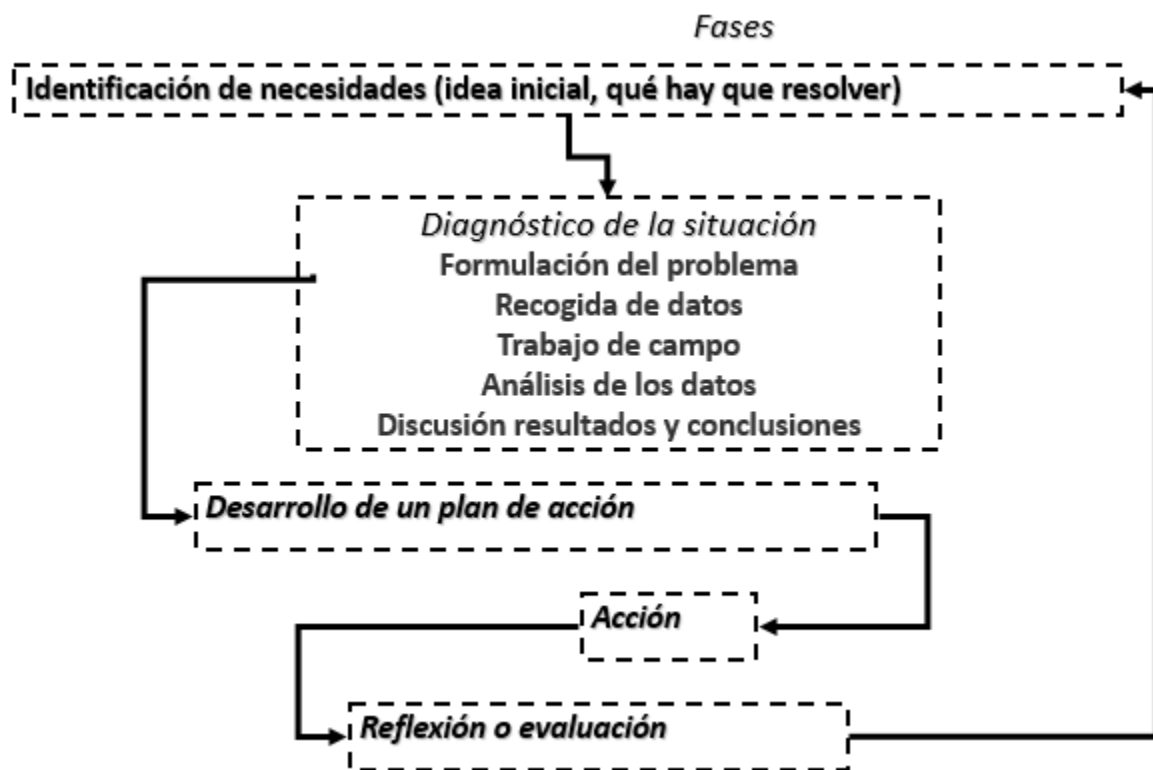 Fases
Identificación de necesidades (idea inicial, qué hay que resolver)
Diagnóstico de la situación
Formulación del problema
Recogida de datos
Trabajo de campo
Análisis de los datos
Discusión resultados y conclusiones
Desarrollo de un plan de acción
Acción
Reflexión o evaluación